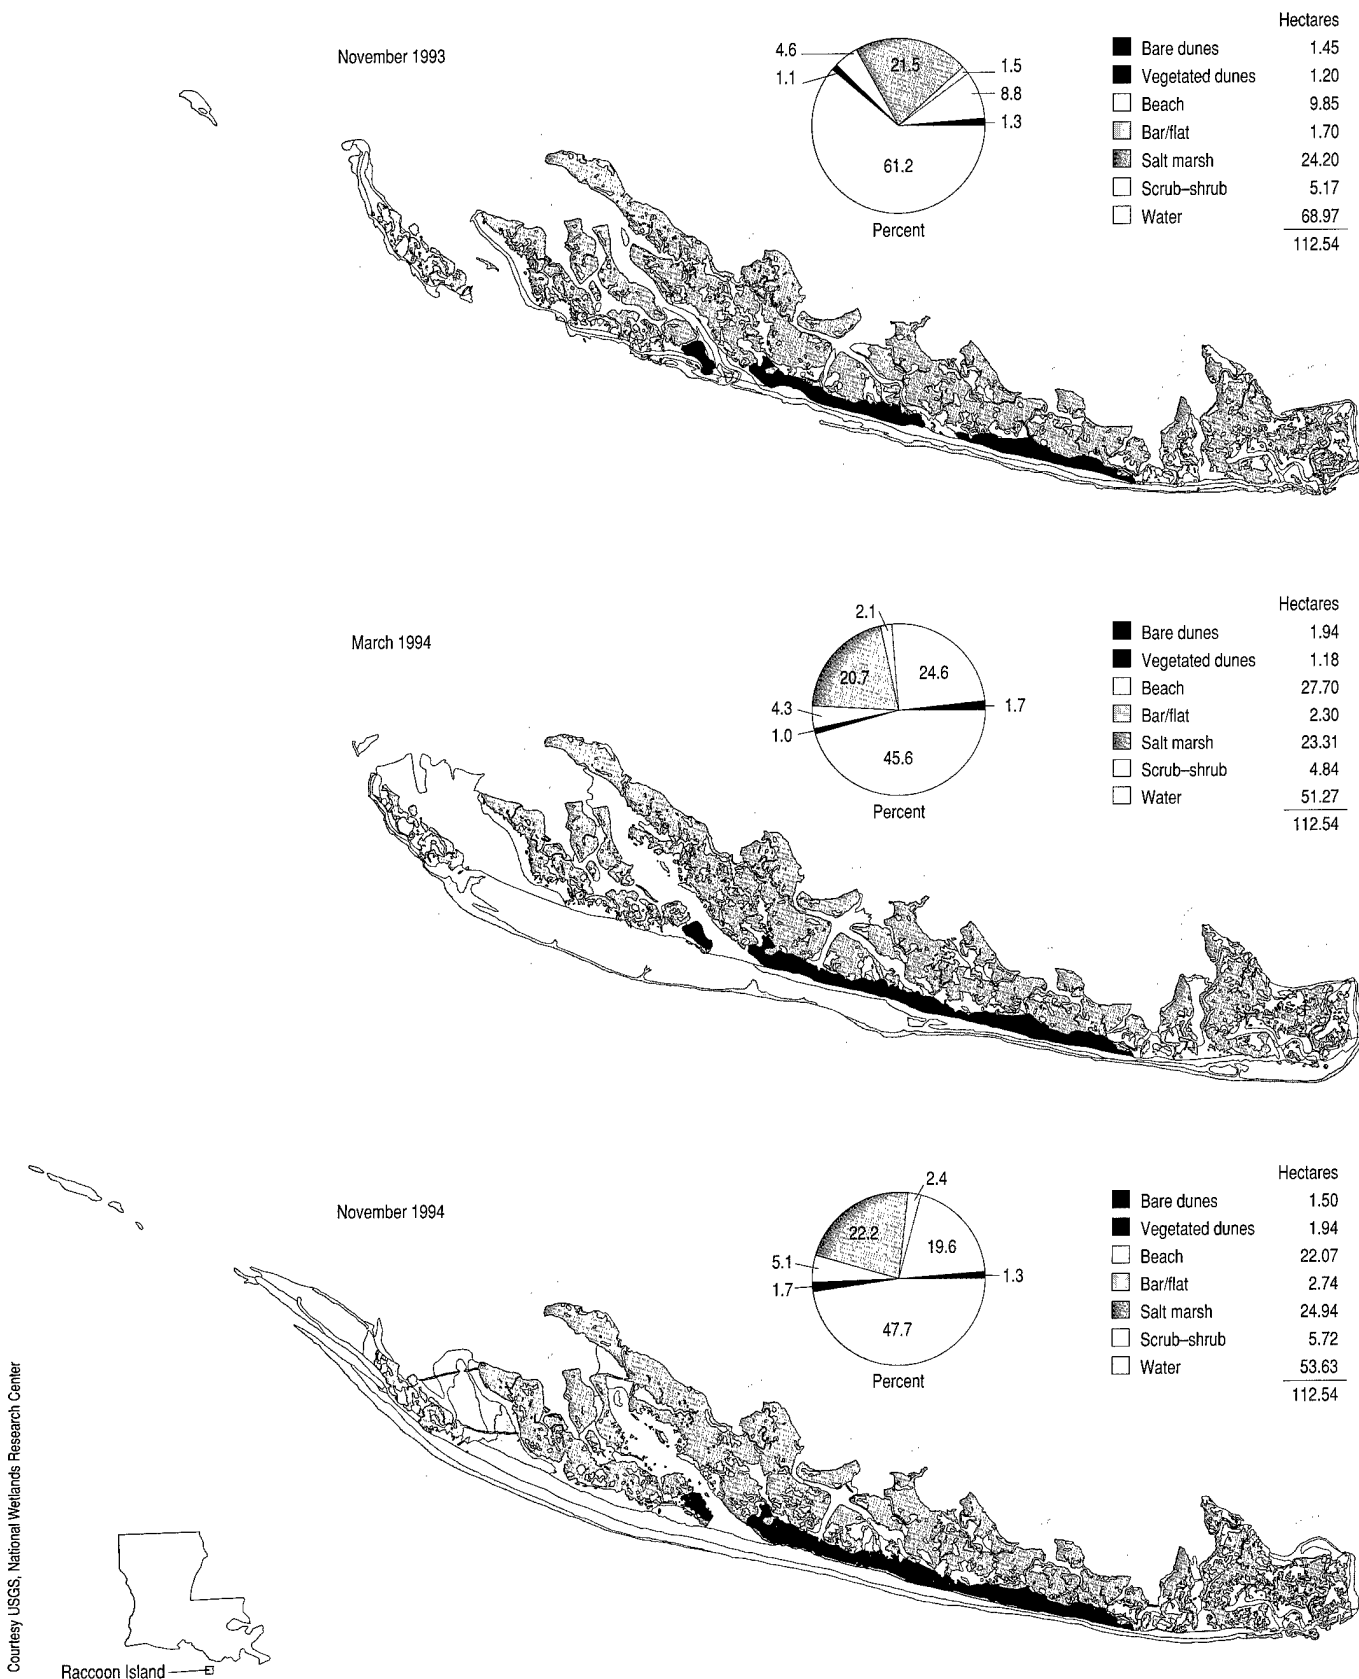 November 1993
4.6
21.5
1.5
1.1
8.8
1.3
61.2
Percent
Hectares
Bare dunes 1.45
Vegetated dunes 1.20
Beach 9.85
Bar/flat 1.70
Salt marsh 24.20
Scrub–shrub 5.17
Water 68.97
112.54
March 1994
2.1
24.6
20.7
1.7
4.3
1.0
45.6
Percent
Hectares
Bare dunes 1.94
Vegetated dunes 1.18
Beach 27.70
Bar/flat 2.30
Salt marsh 23.31
Scrub–shrub 4.84
Water 51.27
112.54
November 1994
2.4
22.2
19.6
5.1
1.3
1.7
47.7
Percent
Hectares
Bare dunes 1.50
Vegetated dunes 1.94
Beach 22.07
Bar/flat 2.74
Salt marsh 24.94
Scrub–shrub 5.72
Water 53.63
112.54
Courtesy USGS, National Wetlands Research Center
Raccoon Island